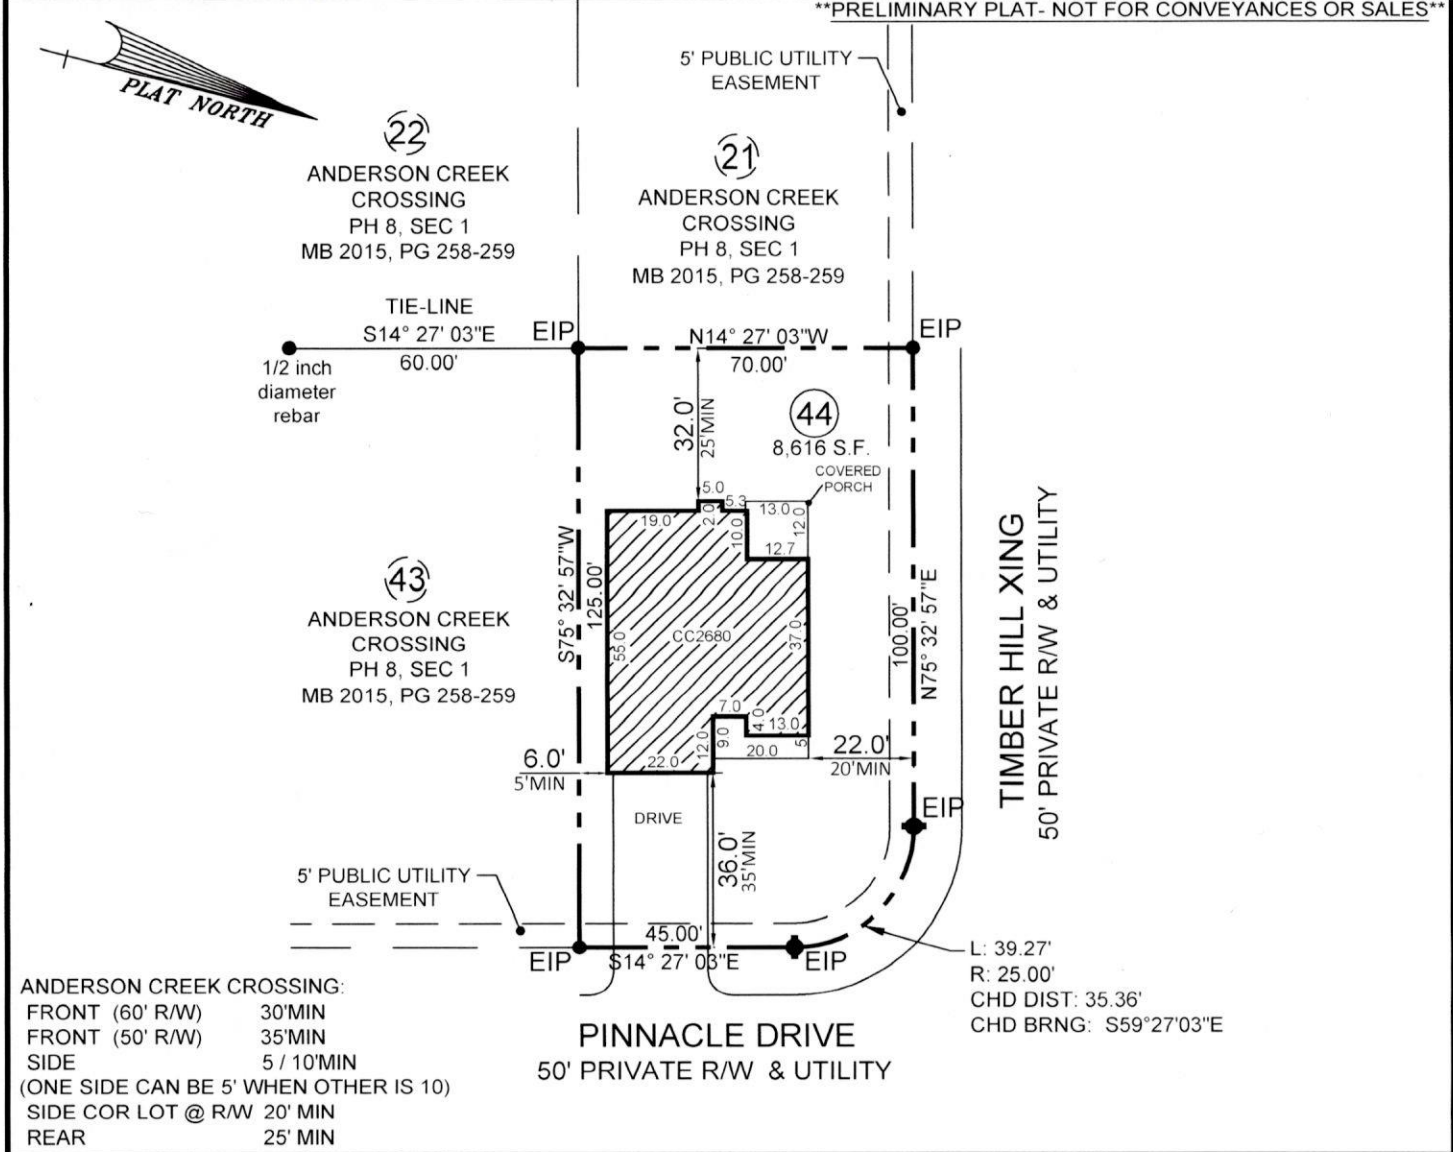 **PRELIMINARY PLAT- NOT FOR CONVEYANCES OR SALES**
PLAT NORTH
5' PUBLIC UTILITY
EASEMENT
22
ANDERSON CREEK
CROSSING
PH 8, SEC 1
MB 2015, PG 258-259
21
ANDERSON CREEK
CROSSING
PH 8, SEC 1
MB 2015, PG 258-259
TIE-LINE
S14° 27' 03"E
60.00'
1/2 inch
diameter
rebar
EIP
N14° 27' 03"W
70.00'
EIP
32.0'
25'MIN
44
8,616 S.F.
COVERED
PORCH
5.0
5.3
13.0
19.0
2.0
10.0
12.0
12.7
S75° 32' 57"W
125.00'
43
ANDERSON CREEK
CROSSING
PH 8, SEC 1
MB 2015, PG 258-259
55.0
CC2680
37.0
100.00'
N75° 32' 57"E
TIMBER HILL XING
50' PRIVATE R/W & UTILITY
7.0
4.0
13.0
12.0
9.0
20.0
5
22.0
6.0'
5'MIN
22.0'
20'MIN
EIP
DRIVE
36.0'
35'MIN
5' PUBLIC UTILITY
EASEMENT
45.00'
S14° 27' 03"E
EIP
EIP
L: 39.27'
R: 25.00'
CHD DIST: 35.36'
CHD BRNG: S59°27'03"E
PINNACLE DRIVE
50' PRIVATE R/W & UTILITY
ANDERSON CREEK CROSSING:
FRONT (60' R/W) 30'MIN
FRONT (50' R/W) 35'MIN
SIDE 5 / 10'MIN
(ONE SIDE CAN BE 5' WHEN OTHER IS 10)
SIDE COR LOT @ R/W 20' MIN
REAR 25' MIN